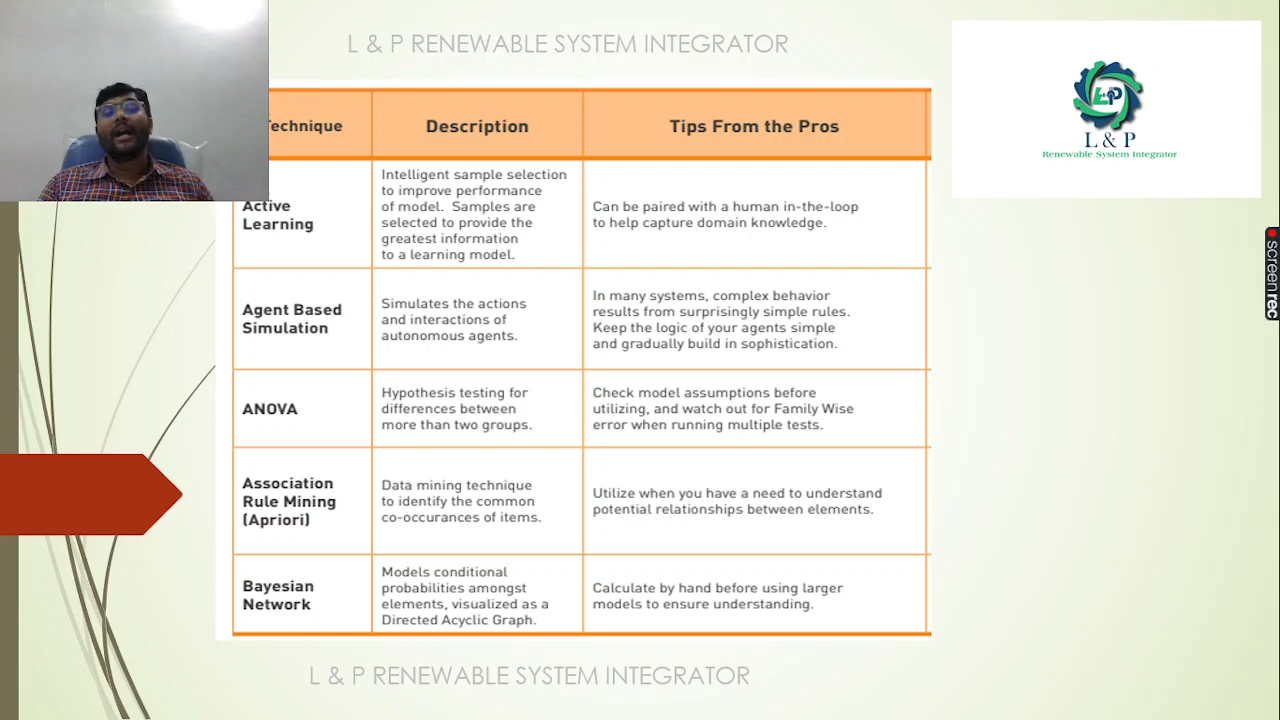 L & P RENEWABLE SYSTEM INTEGRATOR
L&P
L & P
Renewable System Integrator
Technique
Description
Tips From the Pros
Active
Learning
Intelligent sample selection
to improve performance
of model. Samples are
selected to provide the
greatest information
to a learning model.
Can be paired with a human in-the-loop
to help capture domain knowledge.
Agent Based
Simulation
Simulates the actions
and interactions of
autonomous agents.
In many systems, complex behavior
results from surprisingly simple rules.
Keep the logic of your agents simple
and gradually build in sophistication.
ANOVA
Hypothesis testing for
differences between
more than two groups.
Check model assumptions before
utilizing, and watch out for Family Wise
error when running multiple tests.
Association
Rule Mining
(Apriori)
Data mining technique
to identify the common
co-occurances of items.
Utilize when you have a need to understand
potential relationships between elements.
Bayesian
Network
Models conditional
probabilities amongst
elements, visualized as a
Directed Acyclic Graph.
Calculate by hand before using larger
models to ensure understanding.
L & P RENEWABLE SYSTEM INTEGRATOR
screenrec